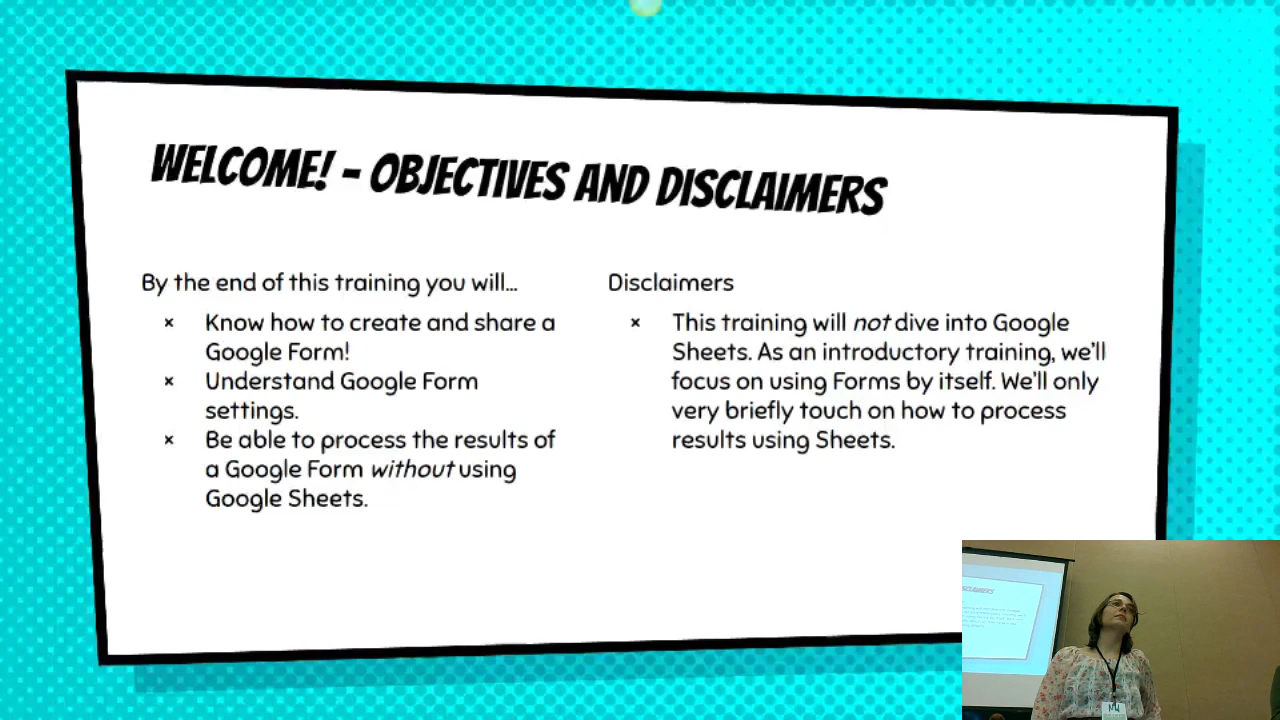 WELCOME! - OBJECTIVES AND DISCLAIMERS
By the end of this training you will...
× Know how to create and share a
Google Form!
× Understand Google Form
settings.
× Be able to process the results of
a Google Form without using
Google Sheets.
Disclaimers
× This training will not dive into Google
Sheets. As an introductory training, we'll
focus on using Forms by itself. We'll only
very briefly touch on how to process
results using Sheets.